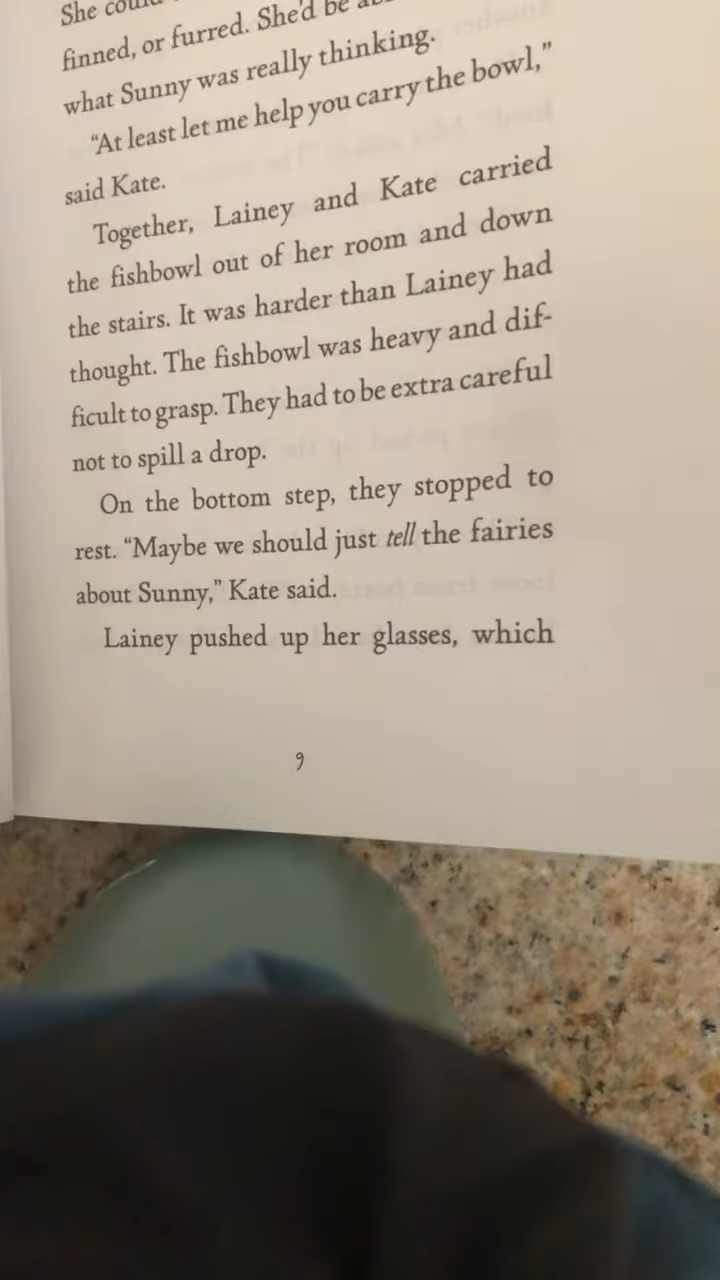 She could
finned, or furred. She'd be
what Sunny was really thinking.
“At least let me help you carry the bowl,”
said Kate.
Together, Lainey and Kate carried
the fishbowl out of her room and down
the stairs. It was harder than Lainey had
thought. The fishbowl was heavy and dif-
ficult to grasp. They had to be extra careful
not to spill a drop.
On the bottom step, they stopped to
rest. “Maybe we should just tell the fairies
about Sunny,” Kate said.
Lainey pushed up her glasses, which
9